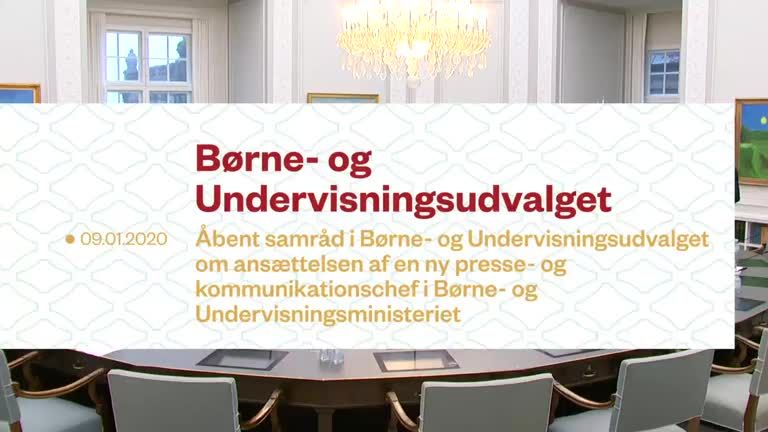 Børne- og
Undervisningsudvalget
09.01.2020
Åbent samråd i Børne- og Undervisningsudvalget
om ansættelsen af en ny presse- og
kommunikationschef i Børne- og
Undervisningsministeriet